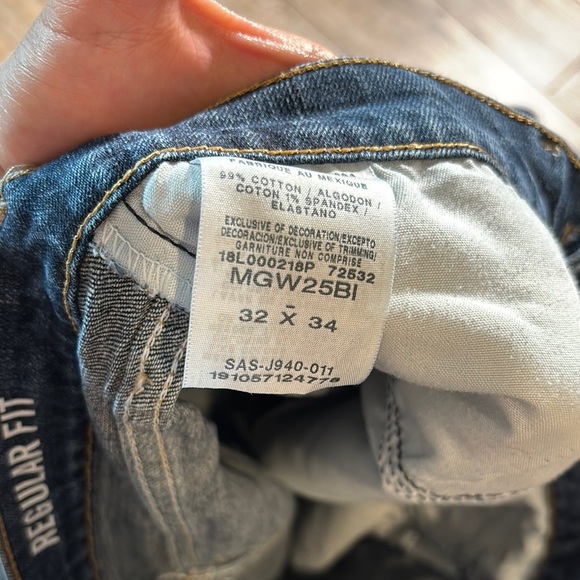 FABRIQUE AU MEXIQUE
99% COTTON / ALGODON /
COTON 1% SPANDEX /
ELASTANO
EXCLUSIVE OF DECORATION/EXCEPTO
DECORACION/EXCLUSIVE OF TRIMMING/
GARNITURE NON COMPRISE
18L000218P 72532
MGW25BI
-
32 X 34
SAS-J940-011
191057124779
REGULAR FIT